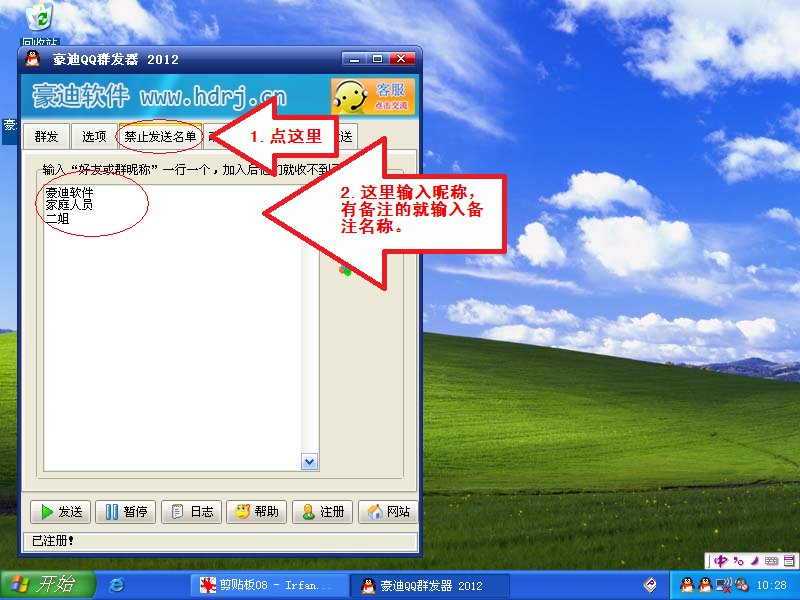 回收站
豪迪QQ群发器 2012
豪迪软件 www.hdrj.cn
客服
点击交流
豪
群发
选项
禁止发送名单
送
1. 点这里
输入“好友或群昵称”一行一个，加入后他们就收不到
豪迪软件
家庭人员
二姐
2. 这里输入昵称，
有备注的就输入备
注名称。
发送
暂停
日志
帮助
注册
网站
已注册!
中
开始
剪贴板08 - Irfan...
豪迪QQ群发器 2012
10:28